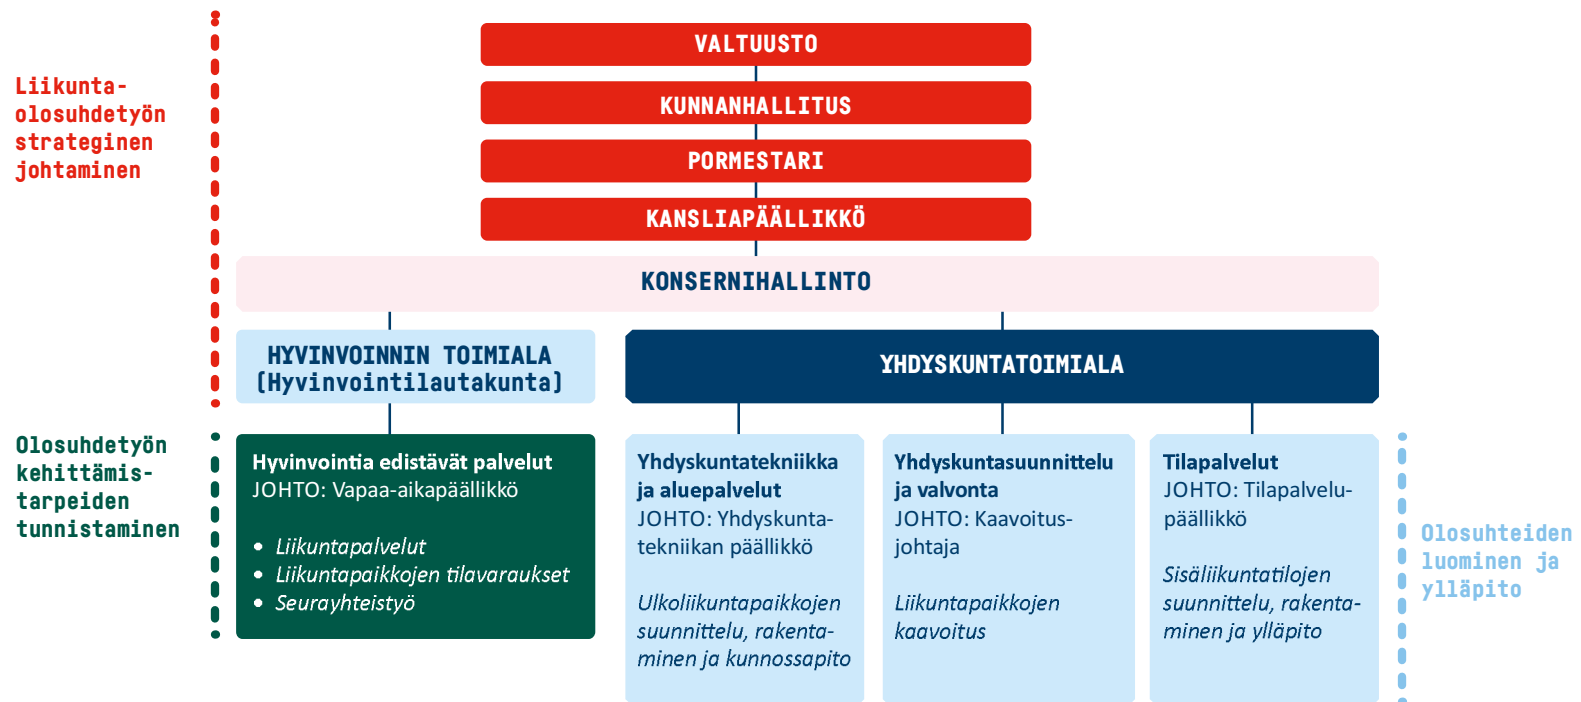 Liikunta-
olosuhdetyön
strateginen
johtaminen
VALTUUSTO
KUNNANHALLITUS
PORMESTARI
KANSLIAPÄÄLLIKKÖ
KONSERNIHALLINTO
HYVINVOINNIN TOIMIALA
(Hyvinvointilautakunta)
YHDYSKUNTATOIMIALA
Olosuhdetyön
kehittämis-
tarpeiden
tunnistaminen
Hyvinvointia edistävät palvelut
JOHTO: Vapaa-aikapäällikkö
• Liikuntapalvelut
• Liikuntapaikkojen tilavaraukset
• Seurayhteistyö
Yhdyskuntatekniikka
ja aluepalvelut
JOHTO: Yhdyskunta-
tekniikan päällikkö
Ulkoliikuntapaikkojen
suunnittelu, rakenta-
minen ja kunnossapito
Yhdyskuntasuunnittelu
ja valvonta
JOHTO: Kaavoitus-
johtaja
Liikuntapaikkojen
kaavoitus
Tilapalvelut
JOHTO: Tilapalvelu-
päällikkö
Sisäliikuntatilojen
suunnittelu, rakenta-
minen ja ylläpito
Olosuhteiden
luominen ja
ylläpito